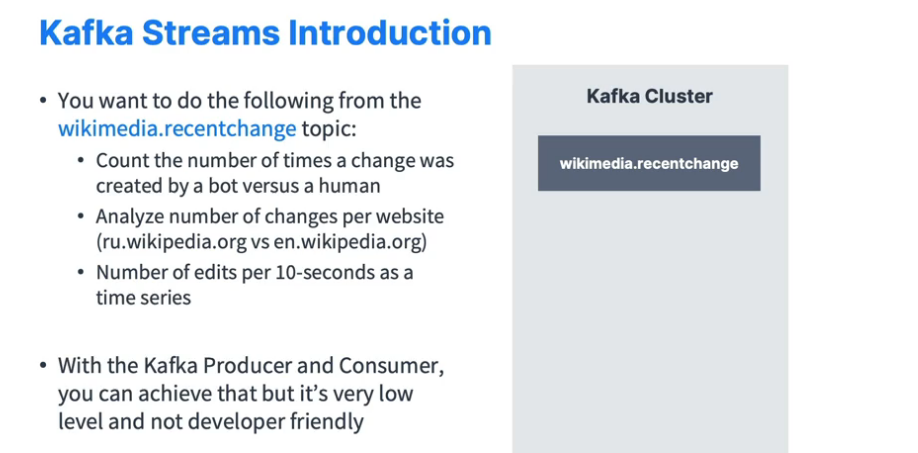 Kafka Streams Introduction
• You want to do the following from the
wikimedia.recentchange topic:
• Count the number of times a change was
created by a bot versus a human
• Analyze number of changes per website
(ru.wikipedia.org vs en.wikipedia.org)
• Number of edits per 10-seconds as a
time series
• With the Kafka Producer and Consumer,
you can achieve that but it’s very low
level and not developer friendly
Kafka Cluster
wikimedia.recentchange